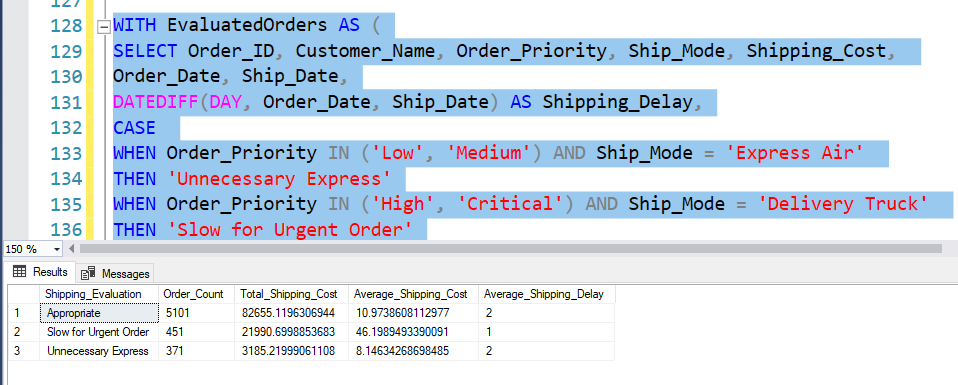 127
128 WITH EvaluatedOrders AS (
129 SELECT Order_ID, Customer_Name, Order_Priority, Ship_Mode, Shipping_Cost,
130 Order_Date, Ship_Date,
131 DATEDIFF(DAY, Order_Date, Ship_Date) AS Shipping_Delay,
132 CASE
133 WHEN Order_Priority IN ('Low', 'Medium') AND Ship_Mode = 'Express Air'
134 THEN 'Unnecessary Express'
135 WHEN Order_Priority IN ('High', 'Critical') AND Ship_Mode = 'Delivery Truck'
136 THEN 'Slow for Urgent Order'
150 %
Results Messages
Shipping_Evaluation Order_Count Total_Shipping_Cost Average_Shipping_Cost Average_Shipping_Delay
1 Appropriate 5101 82655.1196306944 10.9738608112977 2
2 Slow for Urgent Order 451 21990.6998853683 46.1989493390091 1
3 Unnecessary Express 371 3185.21999061108 8.14634268698485 2